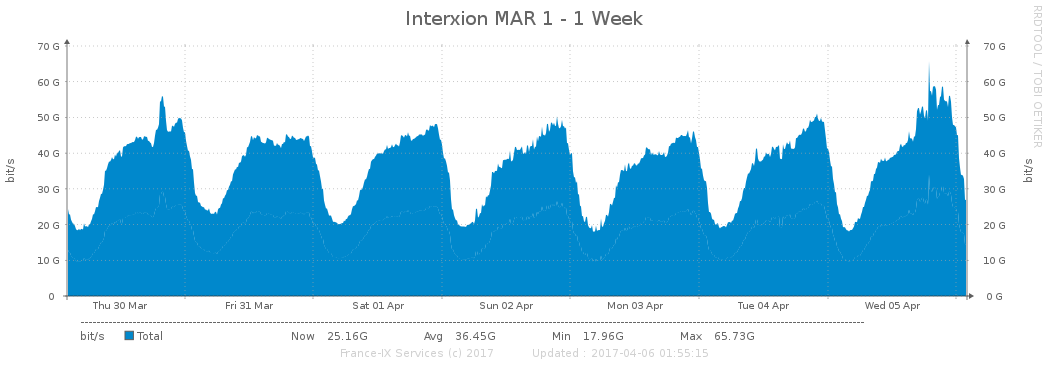 Interxion MAR 1 - 1 Week
RRDTOOL / TOBI OETIKER
70 G 70 G
60 G 60 G
50 G 50 G
40 G 40 G
30 G 30 G
20 G 20 G
10 G 10 G
0 0 G
bit/s
bit/s
Thu 30 Mar Fri 31 Mar Sat 01 Apr Sun 02 Apr Mon 03 Apr Tue 04 Apr Wed 05 Apr
bit/s Total Now 25.16G Avg 36.45G Min 17.96G Max 65.73G
France-IX Services (c) 2017 Updated : 2017-04-06 01:55:15